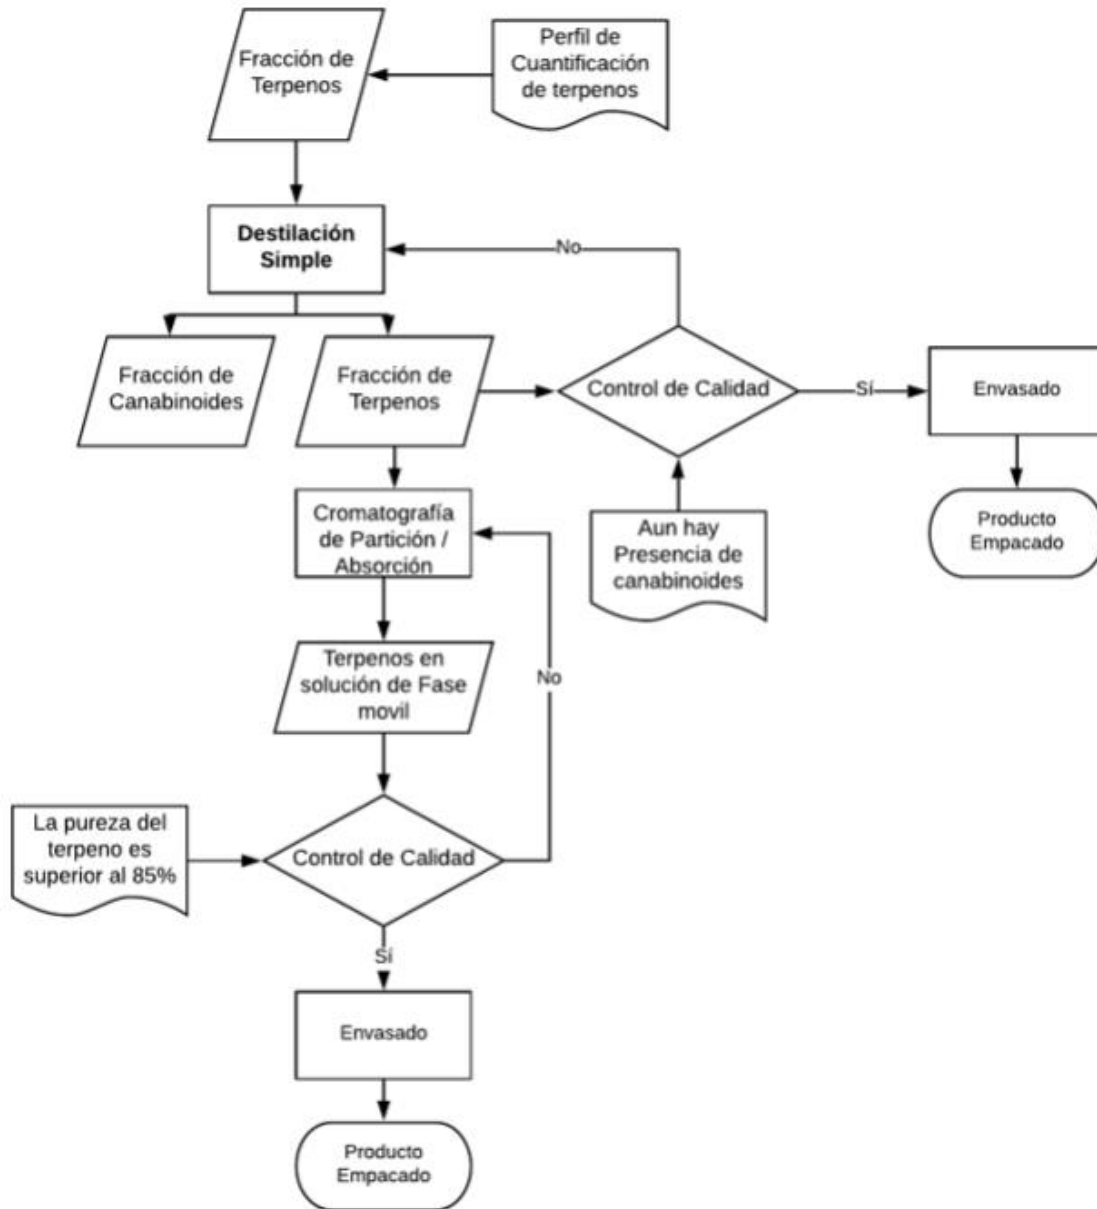 Fracción de
Terpenos
Perfil de
Cuantificación
de terpenos
Destilación
Simple
No
Fracción de
Canabinoides
Fracción de
Terpenos
Control de Calidad
Sí
Envasado
Cromatografía
de Partición /
Absorción
Aun hay
Presencia de
canabinoides
Producto
Empacado
Terpenos en
solución de Fase
movil
No
La pureza del
terpeno es
superior al 85%
Control de Calidad
Sí
Envasado
Producto
Empacado